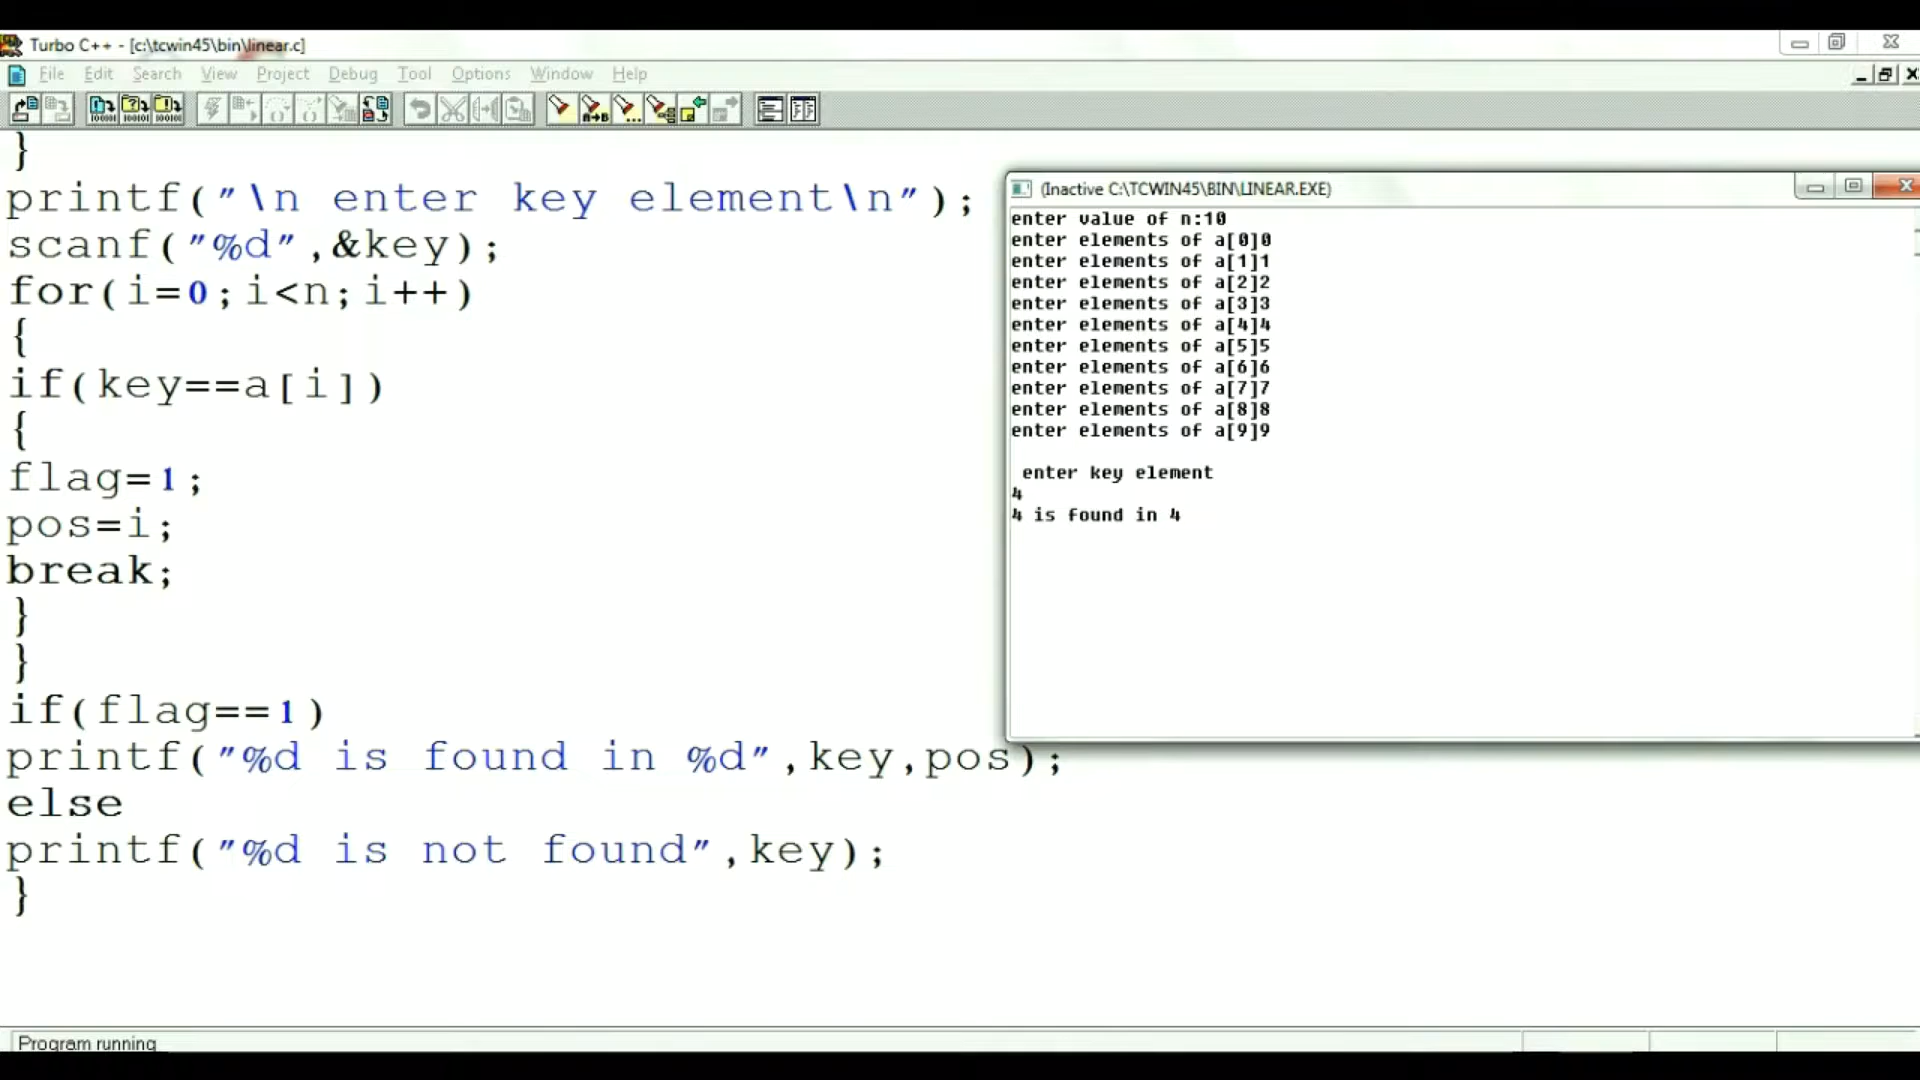 Turbo C++ - [c:\tcwin45\bin\linear.c]
File Edit Search View Project Debug Tool Options Window Help
}
printf("\n enter key element\n");
scanf("%d",&key);
for(i=0;i<n;i++)
{
if(key==a[i])
{
flag=1;
pos=i;
break;
}
}
if(flag==1)
printf("%d is found in %d",key,pos);
else
printf("%d is not found",key);
}
(Inactive C:\TCWIN45\BIN\LINEAR.EXE)
enter value of n:10
enter elements of a[0]0
enter elements of a[1]1
enter elements of a[2]2
enter elements of a[3]3
enter elements of a[4]4
enter elements of a[5]5
enter elements of a[6]6
enter elements of a[7]7
enter elements of a[8]8
enter elements of a[9]9
enter key element
4
4 is found in 4
Program running